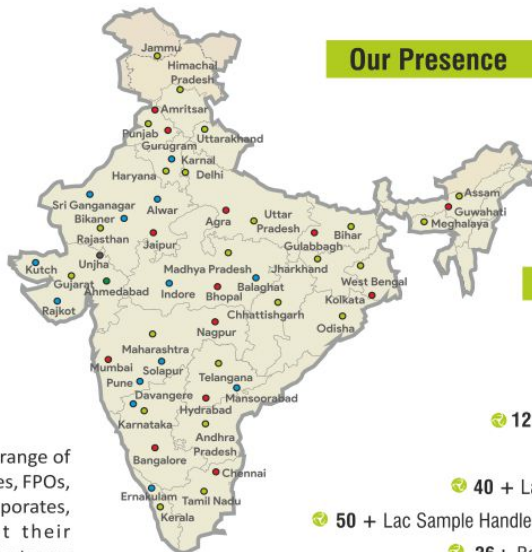 Our Presence
Jammu
Himachal
Pradesh
Amritsar
Punjab
Uttarakhand
Gurugram
Karnal
Haryana
Delhi
Sri Ganganagar
Alwar
Bikaner
Agra
Uttar
Pradesh
Bihar
Rajasthan
Jaipur
Gulabbagh
Assam
Guwahati
Meghalaya
Unjha
Kutch
Madhya Pradesh
Jharkhand
Gujarat
Ahmedabad
Indore
Bhopal
Balaghat
West Bengal
Kolkata
Rajkot
Chhattishgarh
Nagpur
Odisha
Maharashtra
Mumbai
Solapur
Telangana
Pune
Davangere
Mansoorabad
Hydrabad
Karnataka
Andhra
Pradesh
Bangalore
Chennai
Ernakulam
Tamil Nadu
Kerala
range of
es, FPOs,
porates,
t their
12
40 + La
50 + Lac Sample Handle